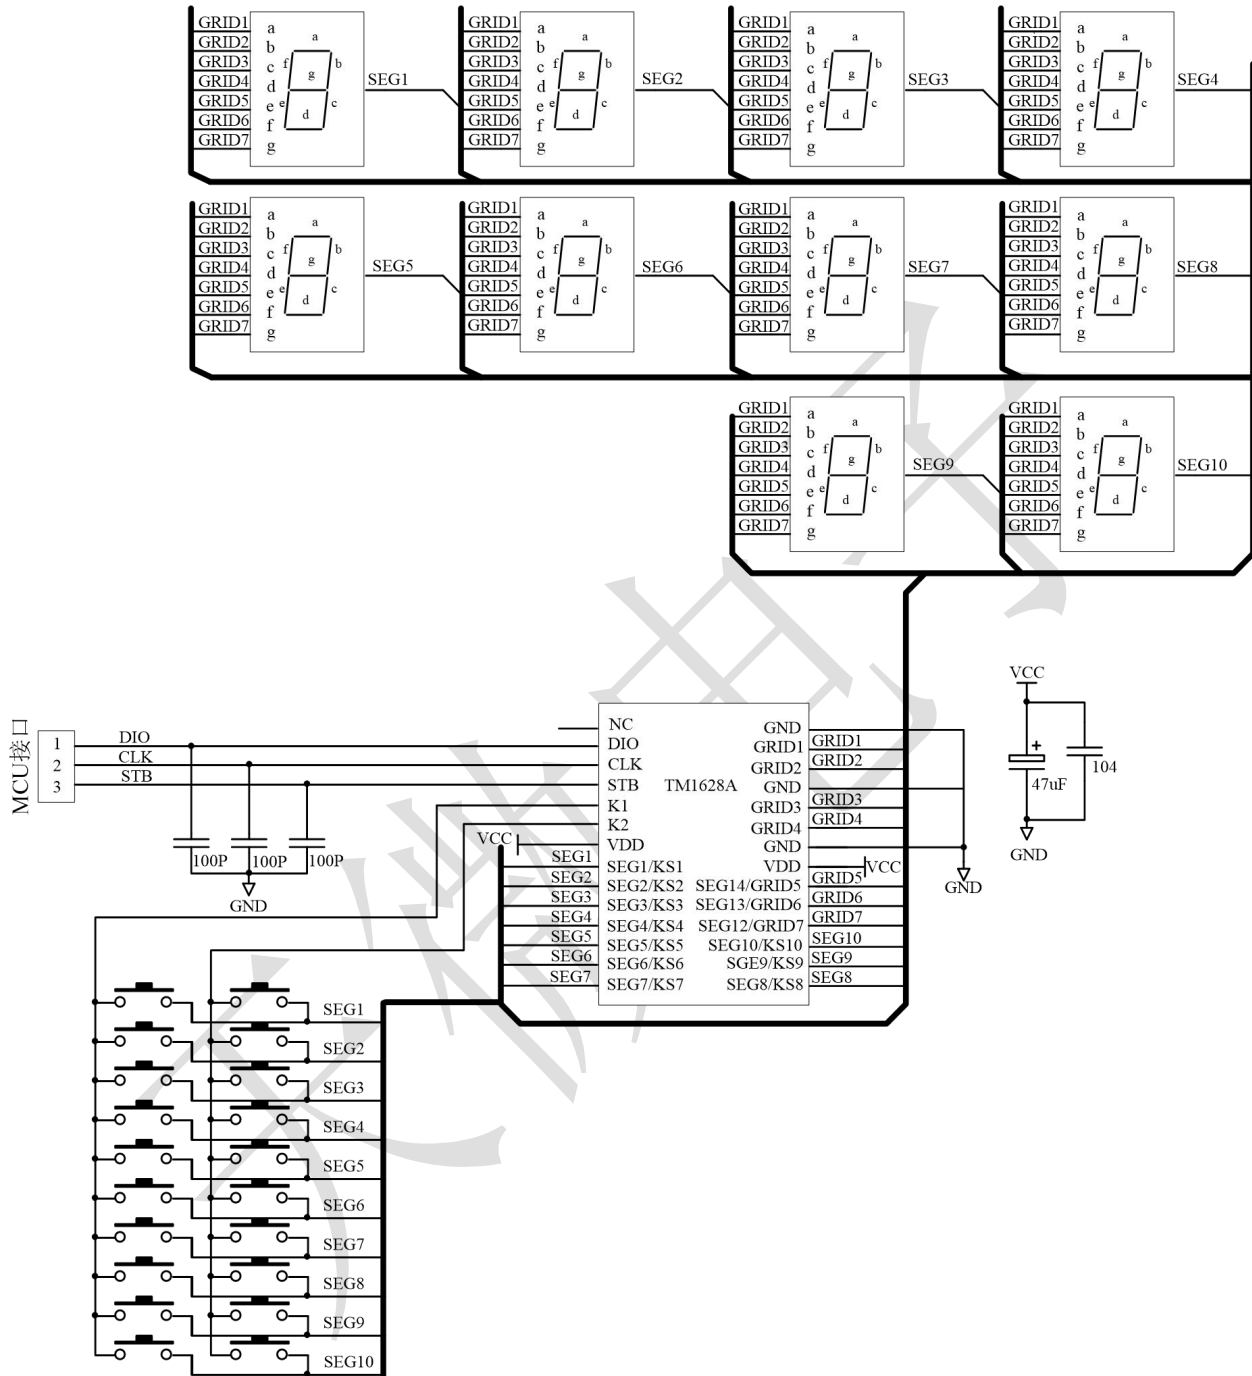 GRID1 a
GRID2 b
GRID3 c
GRID4 d
GRID5 e
GRID6 f
GRID7 g
a
f b
g
e c
d
SEG1
GRID1 a
GRID2 b
GRID3 c
GRID4 d
GRID5 e
GRID6 f
GRID7 g
a
f b
g
e c
d
SEG2
GRID1 a
GRID2 b
GRID3 c
GRID4 d
GRID5 e
GRID6 f
GRID7 g
a
f b
g
e c
d
SEG3
GRID1 a
GRID2 b
GRID3 c
GRID4 d
GRID5 e
GRID6 f
GRID7 g
a
f b
g
e c
d
SEG4
GRID1 a
GRID2 b
GRID3 c
GRID4 d
GRID5 e
GRID6 f
GRID7 g
a
f b
g
e c
d
SEG5
GRID1 a
GRID2 b
GRID3 c
GRID4 d
GRID5 e
GRID6 f
GRID7 g
a
f b
g
e c
d
SEG6
GRID1 a
GRID2 b
GRID3 c
GRID4 d
GRID5 e
GRID6 f
GRID7 g
a
f b
g
e c
d
SEG7
GRID1 a
GRID2 b
GRID3 c
GRID4 d
GRID5 e
GRID6 f
GRID7 g
a
f b
g
e c
d
SEG8
GRID1 a
GRID2 b
GRID3 c
GRID4 d
GRID5 e
GRID6 f
GRID7 g
a
f b
g
e c
d
SEG9
GRID1 a
GRID2 b
GRID3 c
GRID4 d
GRID5 e
GRID6 f
GRID7 g
a
f b
g
e c
d
SEG10
MCU接口
1 DIO
2 CLK
3 STB
100P 100P 100P
GND
VCC
SEG1
SEG2
SEG3
SEG4
SEG5
SEG6
SEG7
NC
DIO
CLK
STB
K1
K2
VDD
SEG1/KS1
SEG2/KS2
SEG3/KS3
SEG4/KS4
SEG5/KS5
SEG6/KS6
SEG7/KS7
TM1628A
GND
GRID1
GRID2
GND
GRID3
GRID4
GND
VDD
SEG14/GRID5
SEG13/GRID6
SEG12/GRID7
SEG10/KS10
SGE9/KS9
SEG8/KS8
GRID1
GRID2
GRID3
GRID4
VCC
GRID5
GRID6
GRID7
SEG10
SEG9
SEG8
GND
VCC
+
47uF
104
GND
SEG1
SEG2
SEG3
SEG4
SEG5
SEG6
SEG7
SEG8
SEG9
SEG10
天微电子